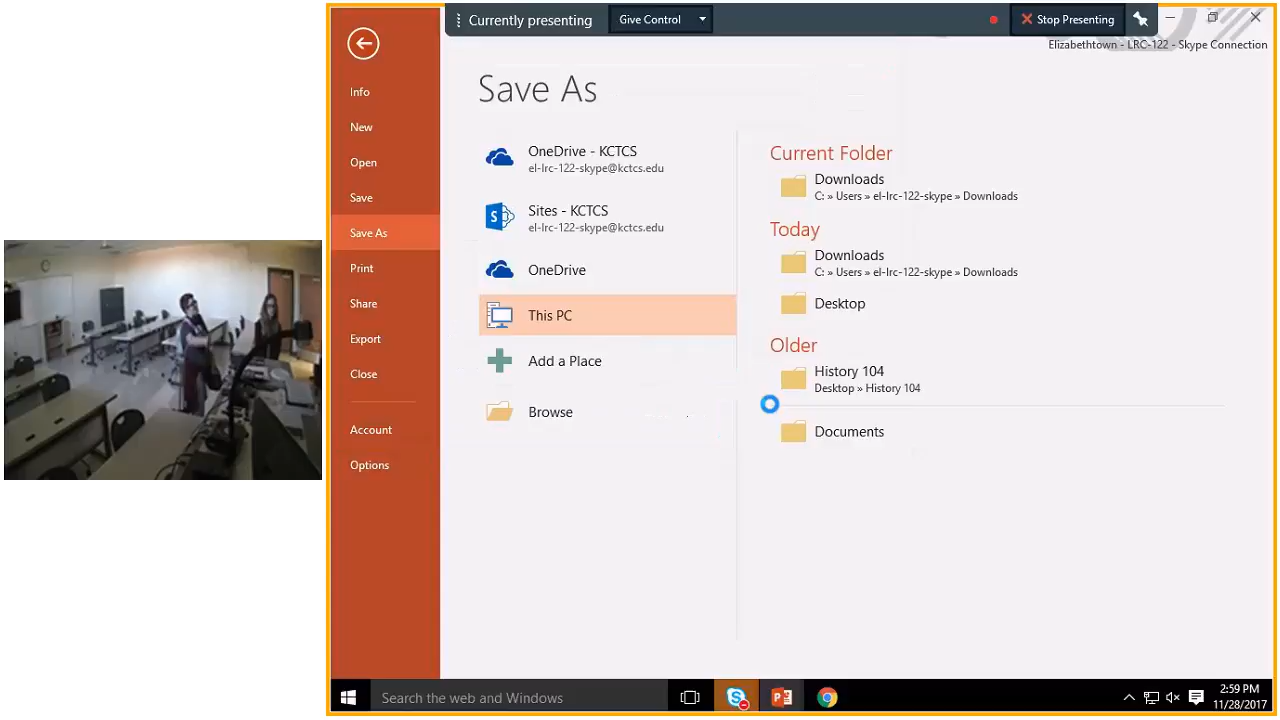 Currently presenting
Give Control
Stop Presenting
Elizabethtown - LRC-122 - Skype Connection
Info
New
Open
Save
Save As
Print
Share
Export
Close
Account
Options
Save As
OneDrive - KCTCS
el-lrc-122-skype@kctcs.edu
Sites - KCTCS
el-lrc-122-skype@kctcs.edu
OneDrive
This PC
Add a Place
Browse
Current Folder
Downloads
C: » Users » el-lrc-122-skype » Downloads
Today
Downloads
C: » Users » el-lrc-122-skype » Downloads
Desktop
Older
History 104
Desktop » History 104
Documents
Search the web and Windows
2:59 PM
11/28/2017